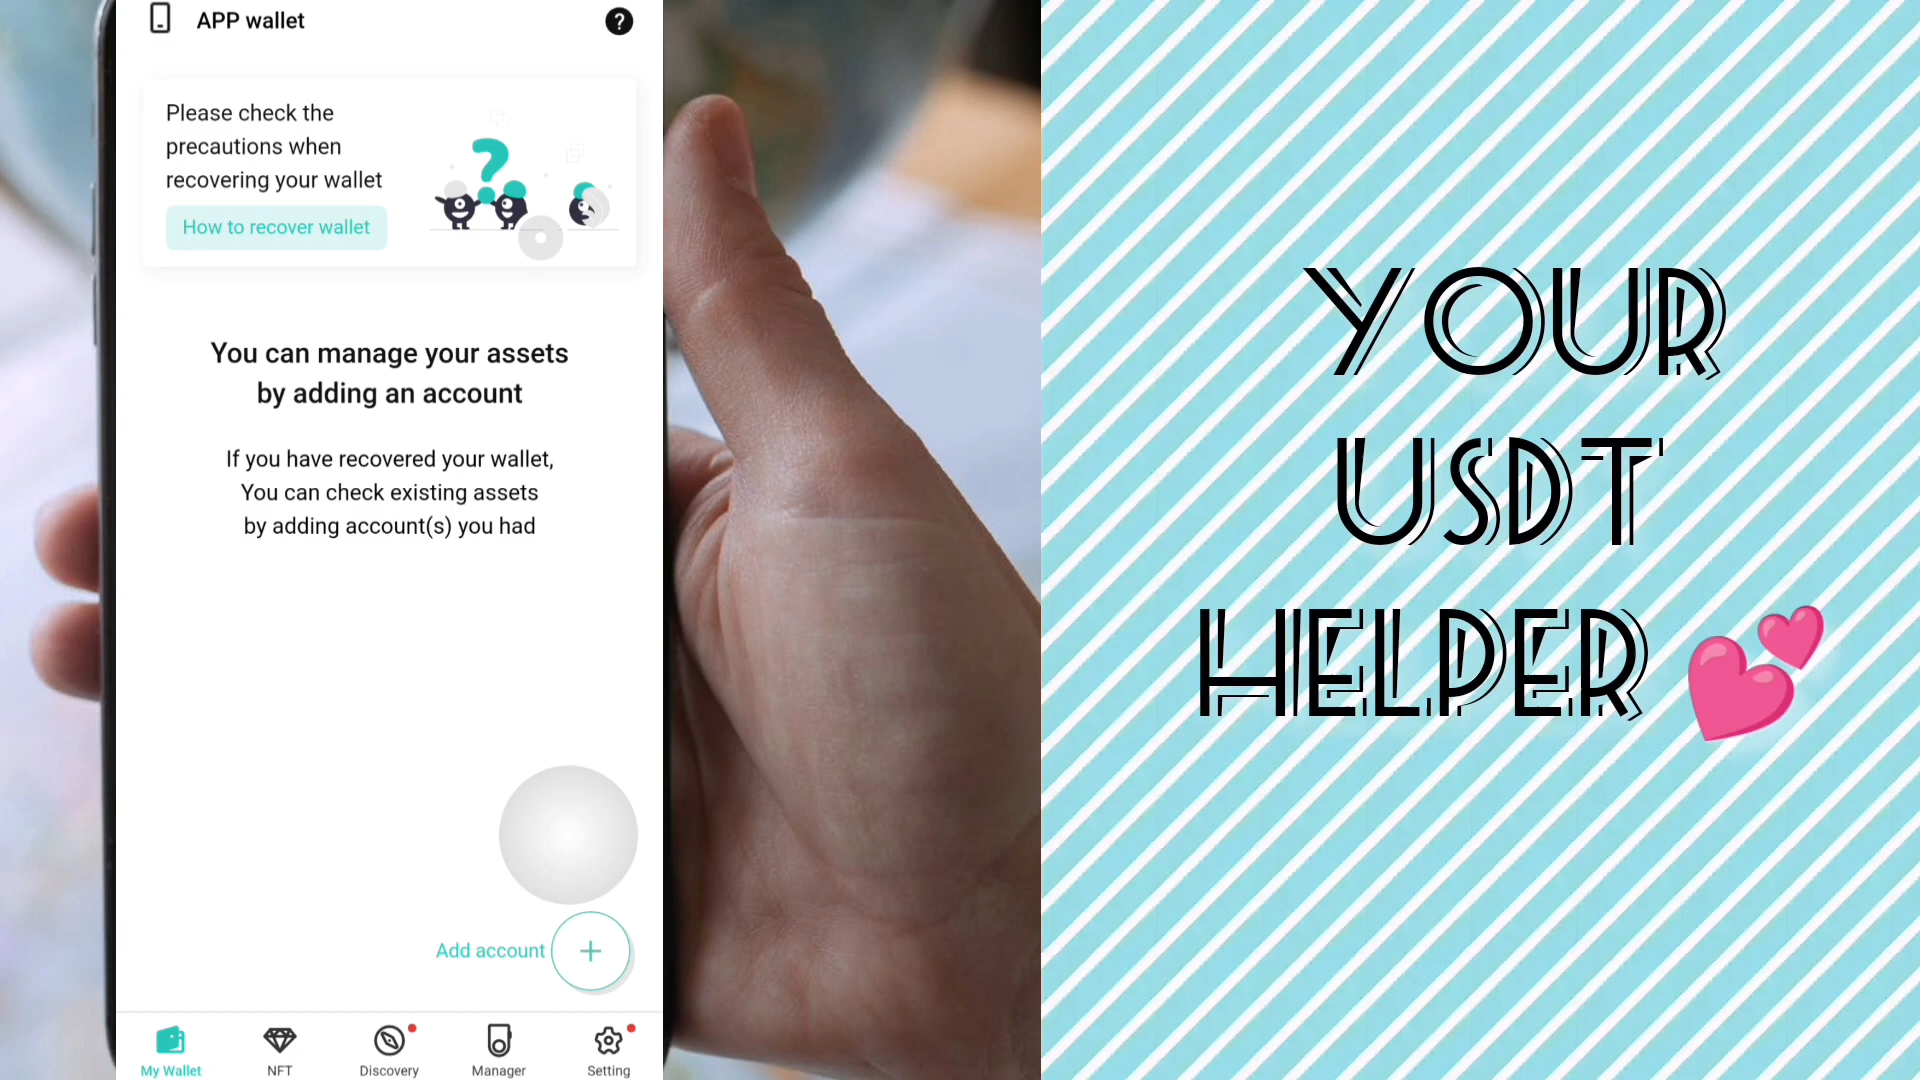 APP wallet
?
Please check the
precautions when
recovering your wallet
How to recover wallet
?
You can manage your assets
by adding an account
If you have recovered your wallet,
You can check existing assets
by adding account(s) you had
Add account +
My Wallet
NFT
Discovery
Manager
Setting
YOUR
USDT
HELPER 💕